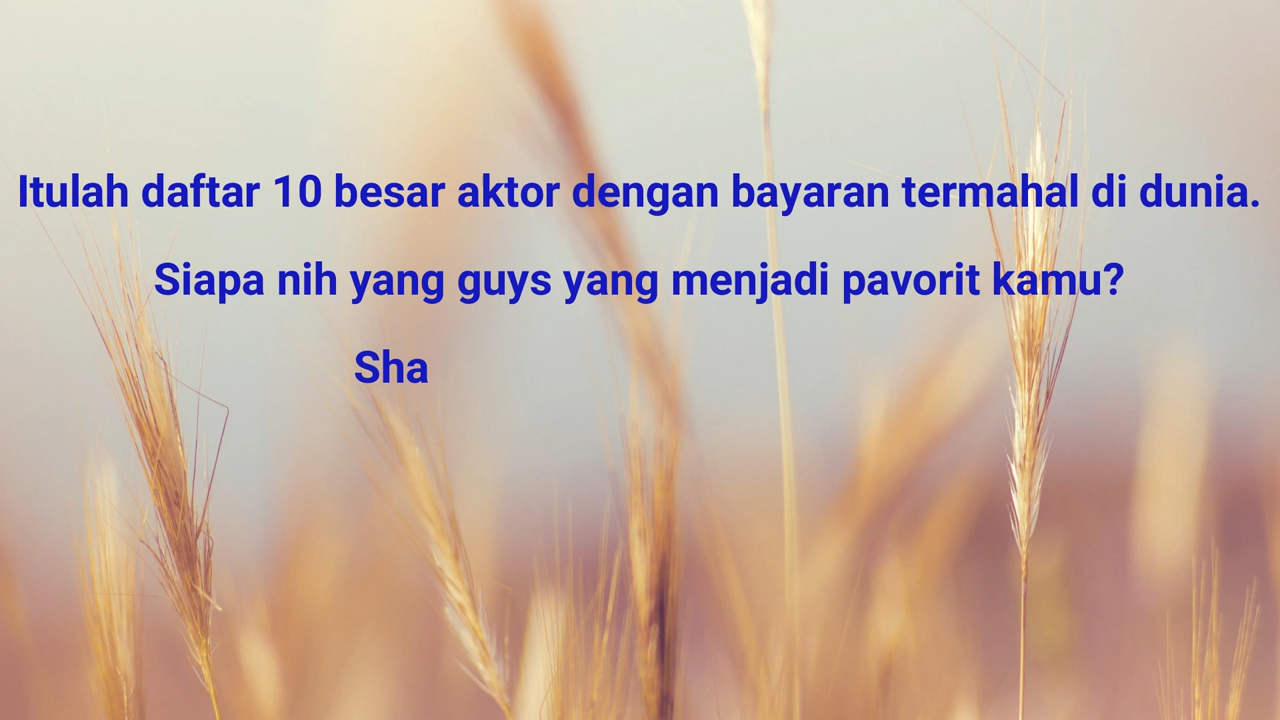 Itulah daftar 10 besar aktor dengan bayaran termahal di dunia.
Siapa nih yang guys yang menjadi pavorit kamu?
Sha